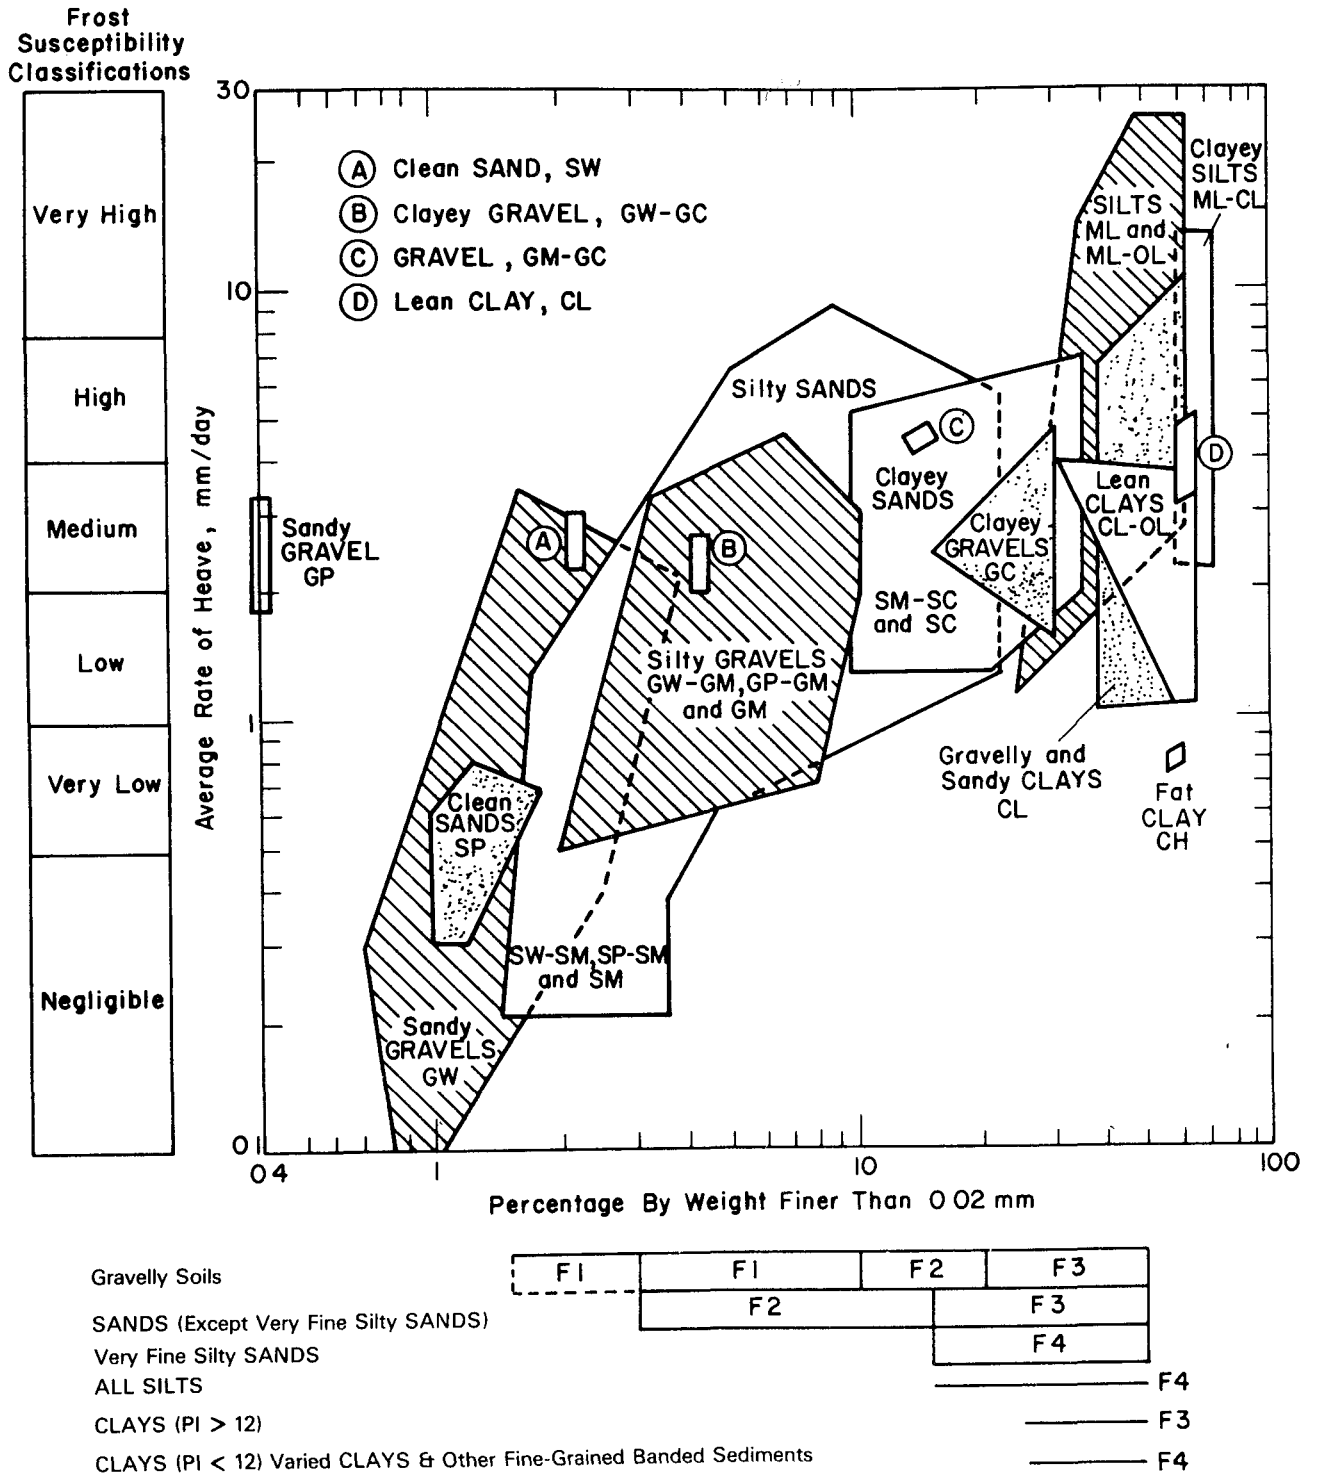 Frost
Susceptibility
Classifications
Very High
High
Medium
Low
Very Low
Negligible
Average Rate of Heave, mm/day
30
10
1
01
04
1
10
100
Percentage By Weight Finer Than 0 02 mm
A Clean SAND, SW
B Clayey GRAVEL, GW-GC
C GRAVEL, GM-GC
D Lean CLAY, CL
Clayey
SILTS
ML-CL
SILTS
ML and
ML-OL
Silty SANDS
C
Clayey
SANDS
D
Lean
CLAYS
CL-OL
Sandy
GRAVEL
GP
A
B
Clayey
GRAVELS
GC
SM-SC
and SC
Silty GRAVELS
GW-GM, GP-GM
and GM
Gravelly and
Sandy CLAYS
CL
Fat
CLAY
CH
Clean
SANDS
SP
SW-SM, SP-SM
and SM
Sandy
GRAVELS
GW
Gravelly Soils
F1
F1
F2
F3
SANDS (Except Very Fine Silty SANDS)
F2
F3
Very Fine Silty SANDS
F4
ALL SILTS
F4
CLAYS (PI > 12)
F3
CLAYS (PI < 12) Varied CLAYS & Other Fine-Grained Banded Sediments
F4